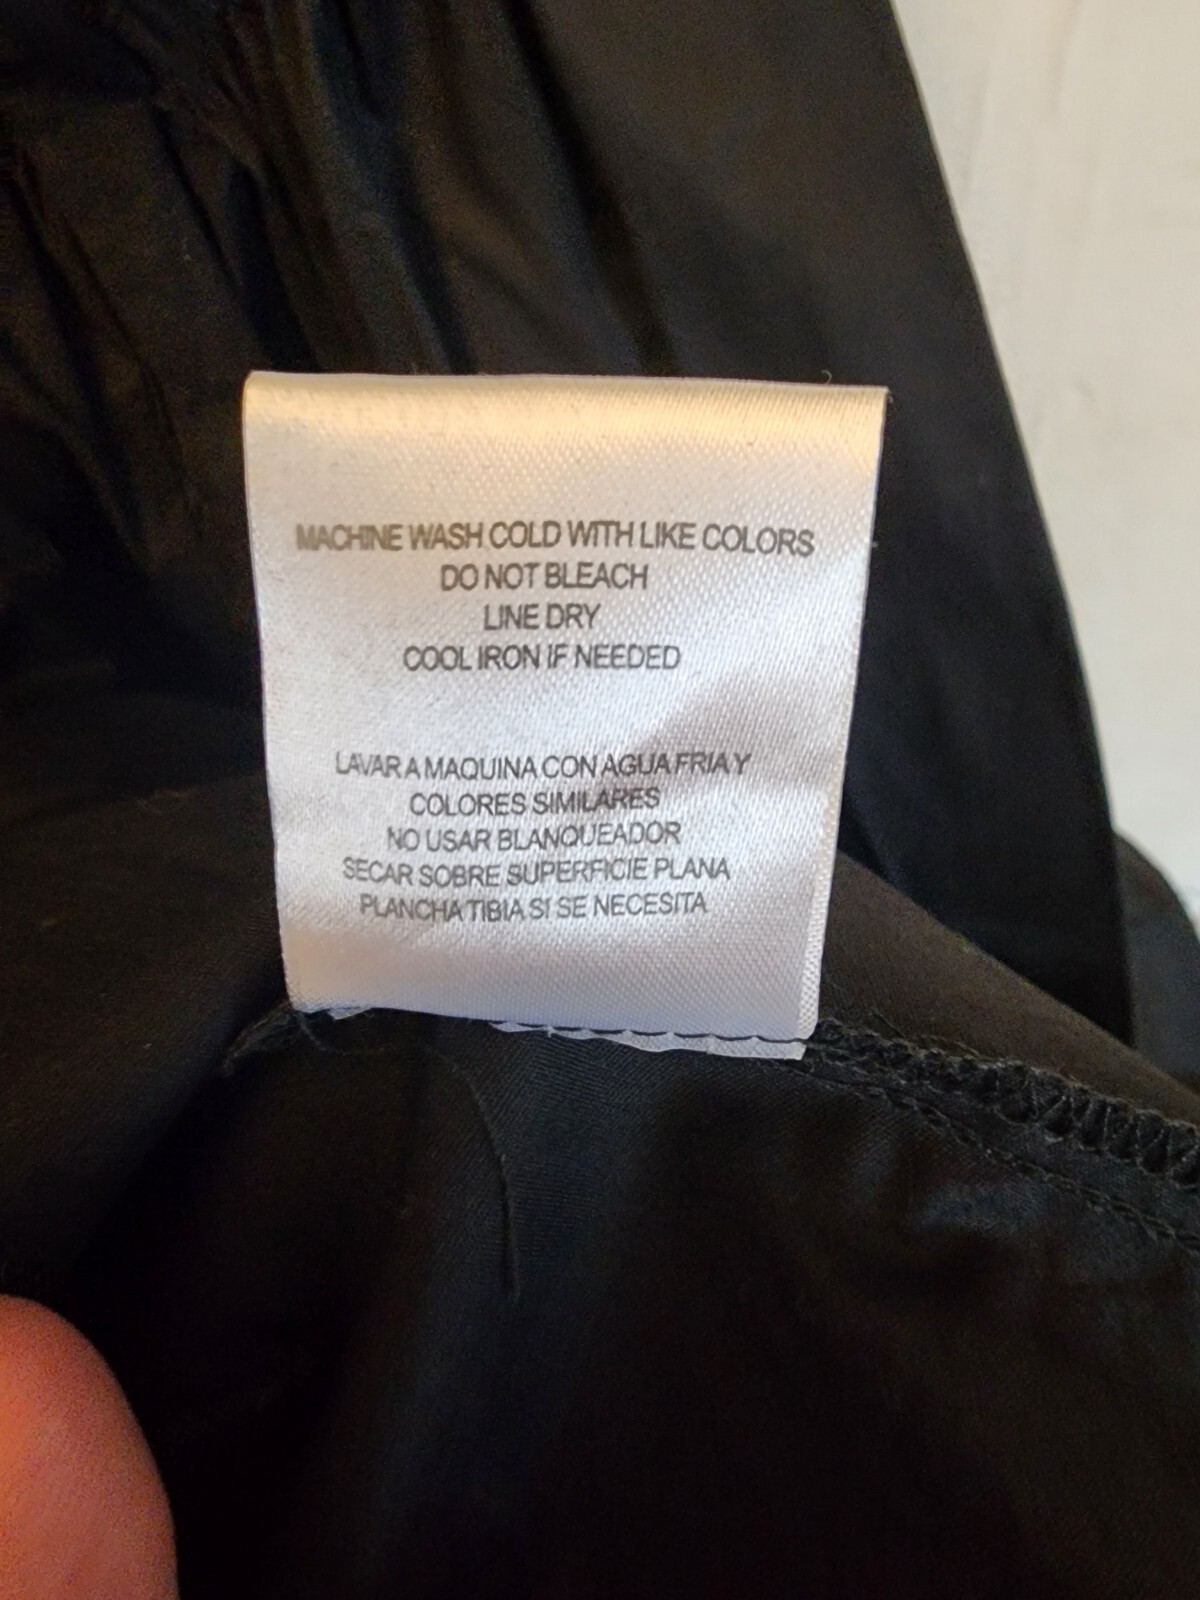 MACHINE WASH COLD WITH LIKE COLORS
DO NOT BLEACH
LINE DRY
COOL IRON IF NEEDED
LAVAR A MAQUINA CON AGUA FRIA Y
COLORES SIMILARES
NO USAR BLANQUEADOR
SECAR SOBRE SUPERFICIE PLANA
PLANCHA TIBIA SI SE NECESITA